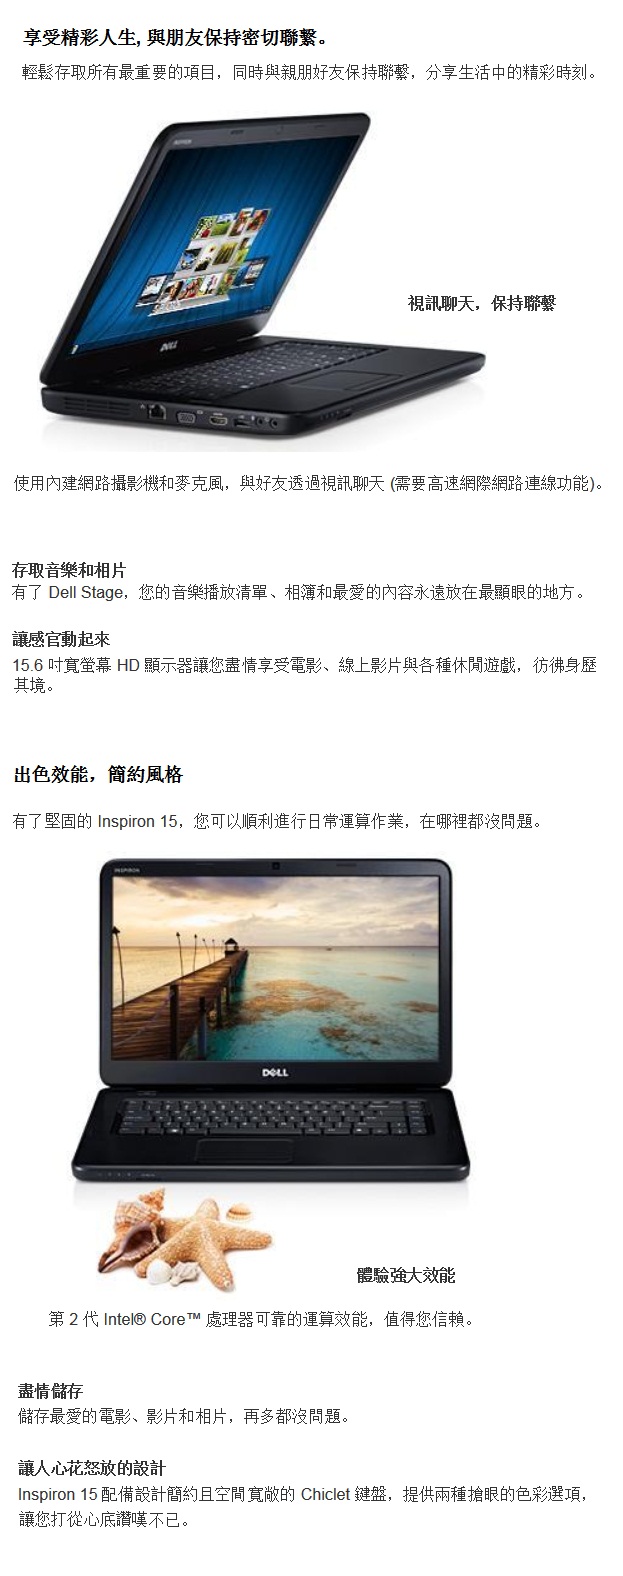 享受精彩人生, 與朋友保持密切聯繫。
輕鬆存取所有最重要的項目，同時與親朋好友保持聯繫，分享生活中的精彩時刻。
INSPIRON
DELL
視訊聊天，保持聯繫
使用內建網路攝影機和麥克風，與好友透過視訊聊天 (需要高速網際網路連線功能)。
存取音樂和相片
有了 Dell Stage，您的音樂播放清單、相簿和最愛的內容永遠放在最顯眼的地方。
讓感官動起來
15.6 吋寬螢幕 HD 顯示器讓您盡情享受電影、線上影片與各種休閒遊戲，彷彿身歷
其境。
出色效能，簡約風格
有了堅固的 Inspiron 15，您可以順利進行日常運算作業，在哪裡都沒問題。
INSPIRON
DELL
體驗強大效能
第 2 代 Intel® Core™ 處理器可靠的運算效能，值得您信賴。
盡情儲存
儲存最愛的電影、影片和相片，再多都沒問題。
讓人心花怒放的設計
Inspiron 15 配備設計簡約且空間寬敞的 Chiclet 鍵盤，提供兩種搶眼的色彩選項，
讓您打從心底讚嘆不已。